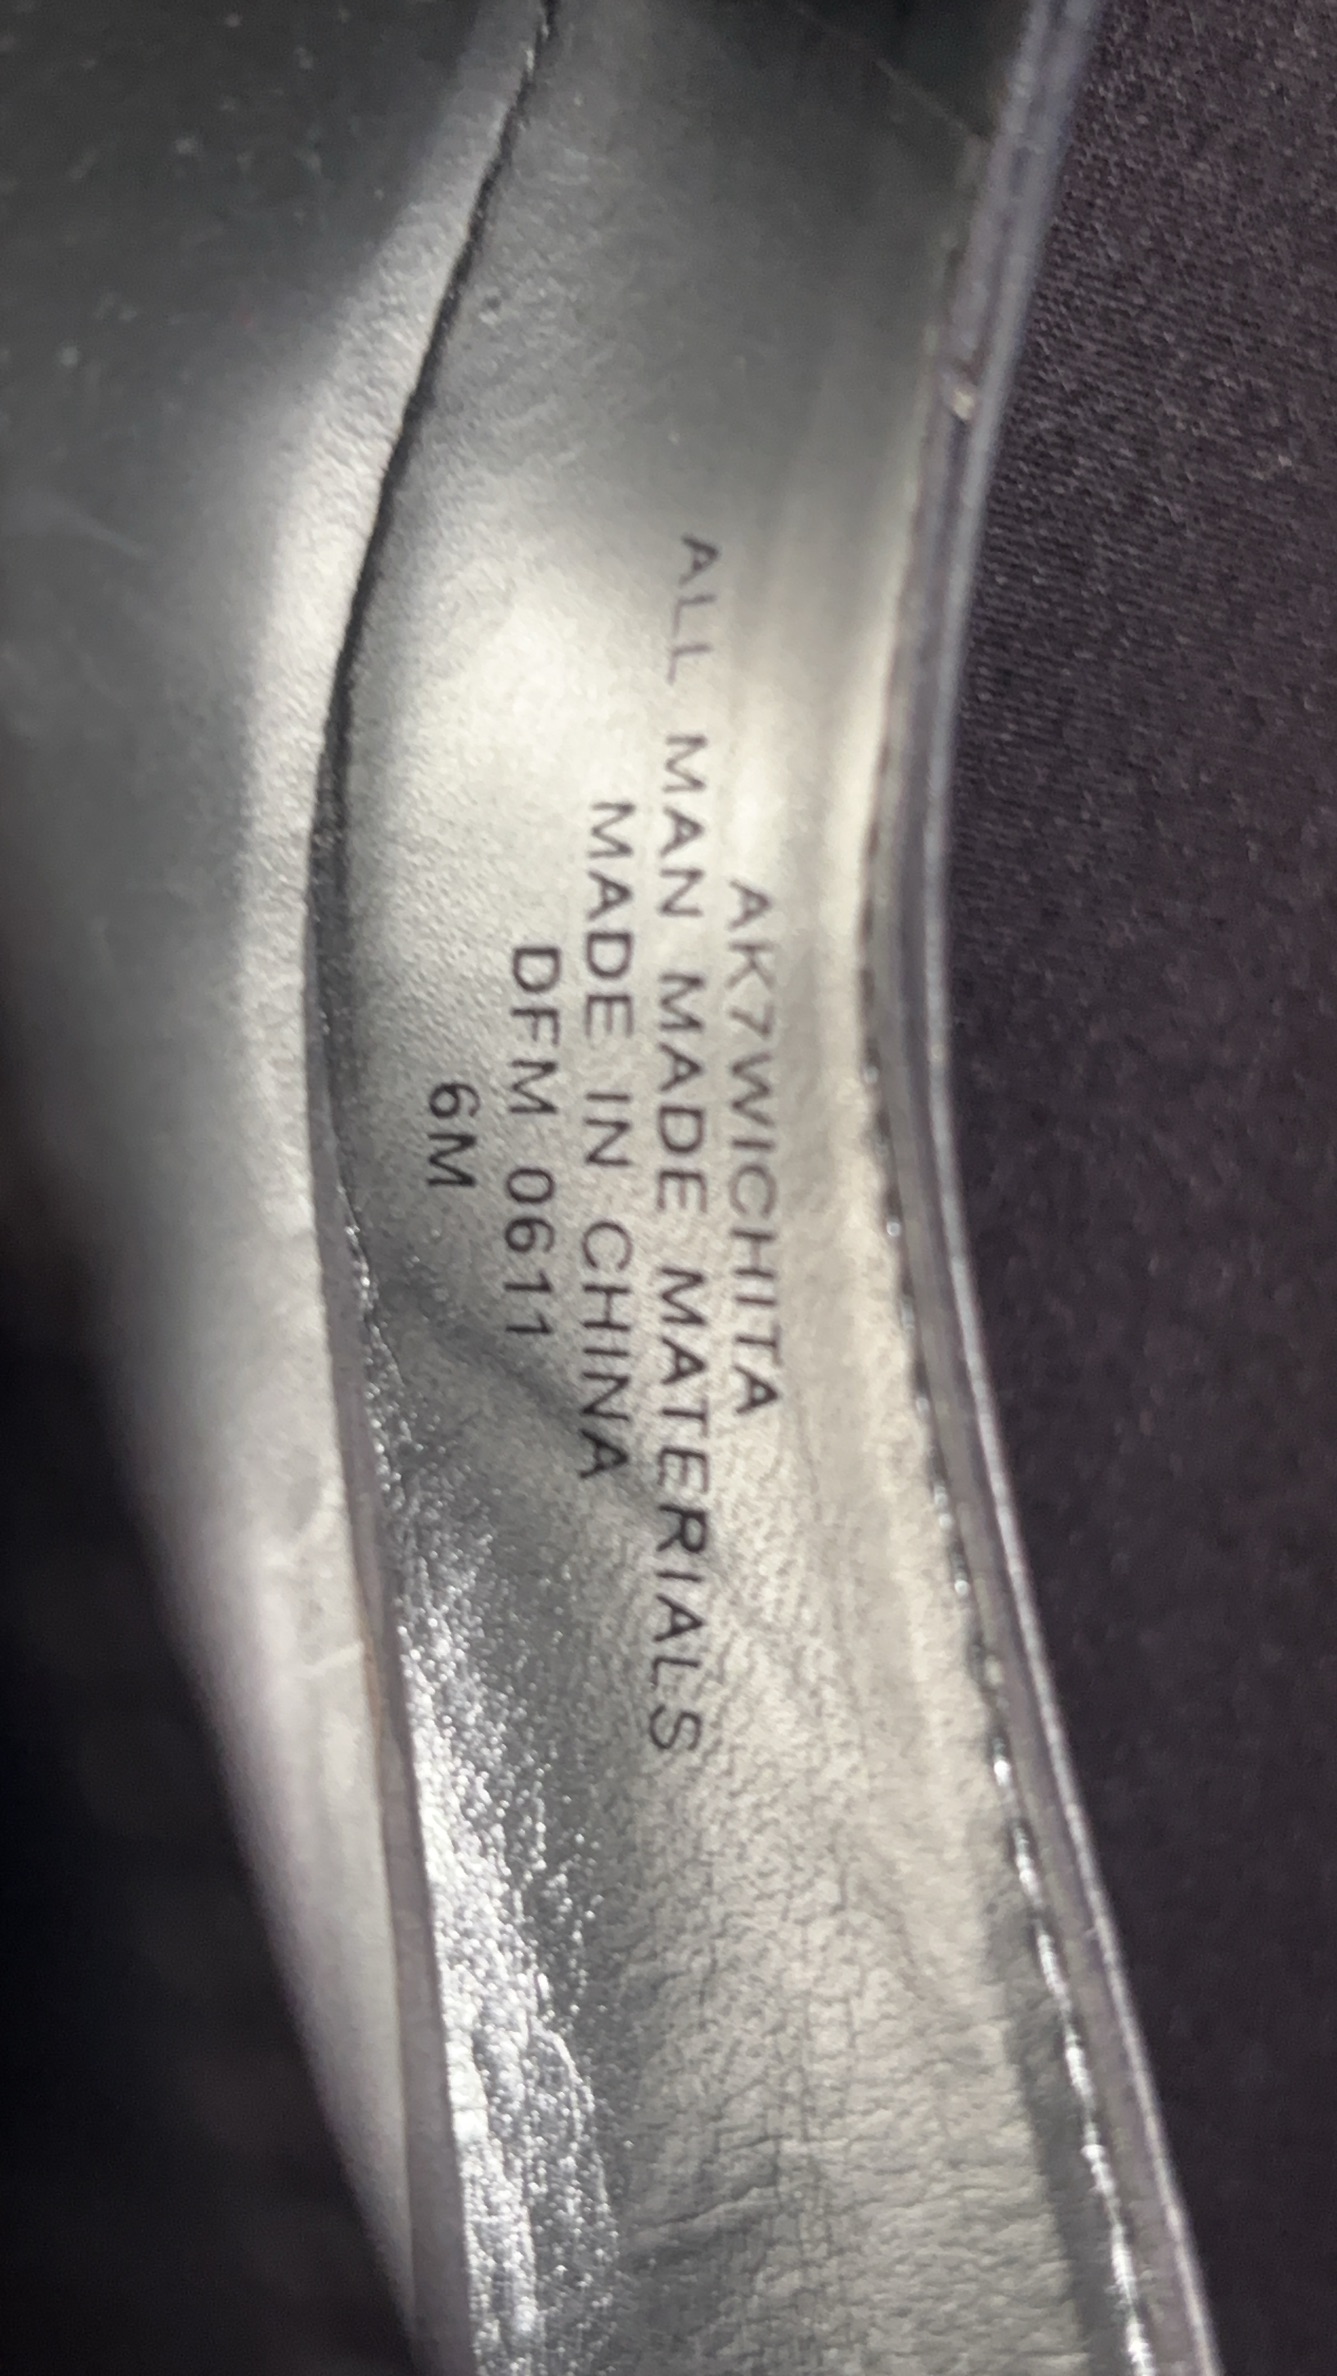 AK7WICHITA
ALL MAN MADE MATERIALS
MADE IN CHINA
DFM 0611
6M